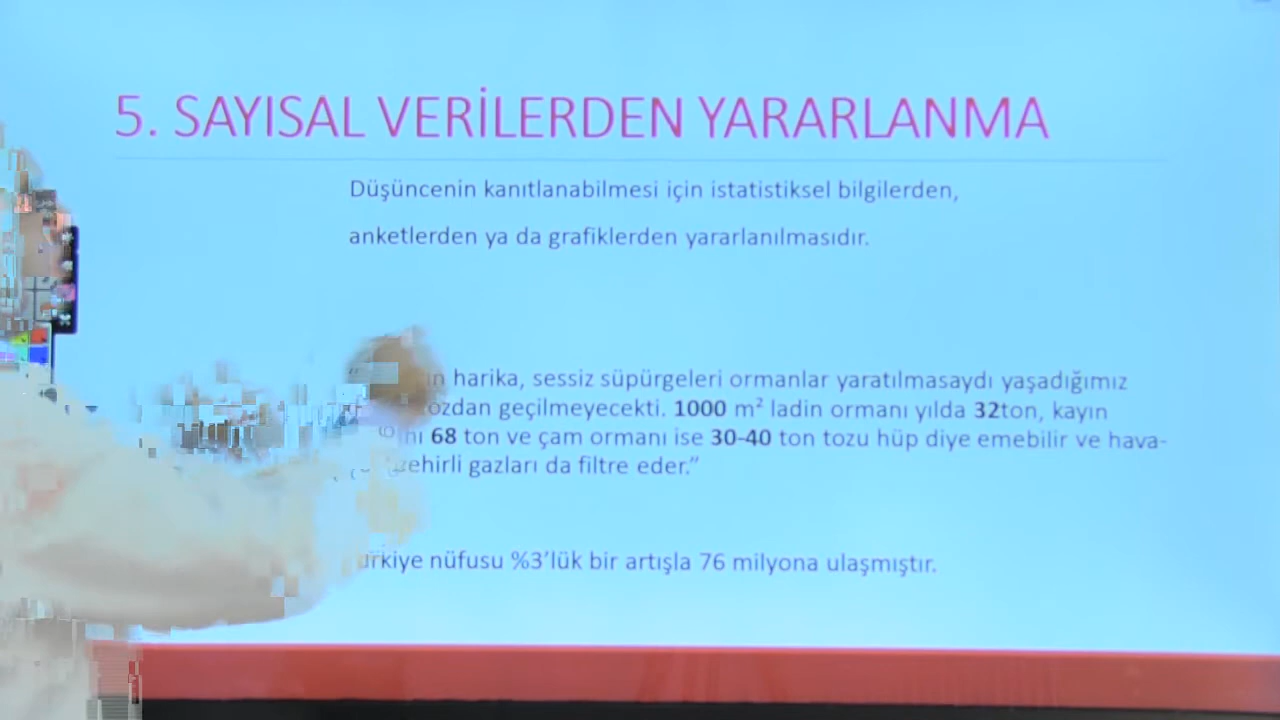 5. SAYISAL VERİLERDEN YARARLANMA
Düşüncenin kanıtlanabilmesi için istatistiksel bilgilerden,
anketlerden ya da grafiklerden yararlanılmasıdır.
harika, sessiz süpürgeleri ormanlar yaratılmasaydı yaşadığımız
geçilmeyecekti. 1000 m² ladin ormanı yılda 32ton, kayın
68 ton ve çam ormanı ise 30-40 ton tozu hüp diye emebilir ve hava-
zehirli gazları da filtre eder.”
nüfusu %3’lük bir artışla 76 milyona ulaşmıştır.